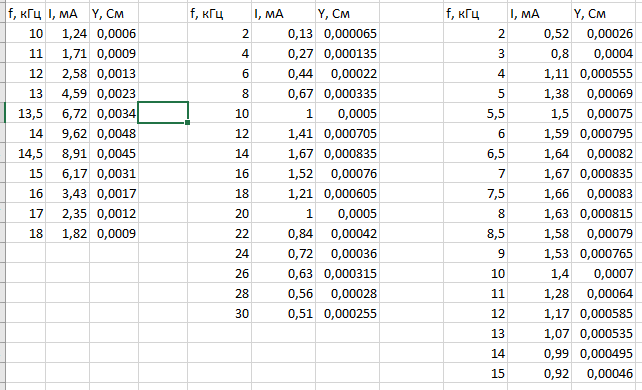 f, кГц I, мА Y, См f, кГц I, мА Y, См f, кГц I, мА Y, См
10 1,24 0,0006 2 0,13 0,000065 2 0,52 0,00026
11 1,71 0,0009 4 0,27 0,000135 3 0,8 0,0004
12 2,58 0,0013 6 0,44 0,00022 4 1,11 0,000555
13 4,59 0,0023 8 0,67 0,000335 5 1,38 0,00069
13,5 6,72 0,0034 10 1 0,0005 5,5 1,5 0,00075
14 9,62 0,0048 12 1,41 0,000705 6 1,59 0,000795
14,5 8,91 0,0045 14 1,67 0,000835 6,5 1,64 0,00082
15 6,17 0,0031 16 1,52 0,00076 7 1,67 0,000835
16 3,43 0,0017 18 1,21 0,000605 7,5 1,66 0,00083
17 2,35 0,0012 20 1 0,0005 8 1,63 0,000815
18 1,82 0,0009 22 0,84 0,00042 8,5 1,58 0,00079
24 0,72 0,00036 9 1,53 0,000765
26 0,63 0,000315 10 1,4 0,0007
28 0,56 0,00028 11 1,28 0,00064
30 0,51 0,000255 12 1,17 0,000585
13 1,07 0,000535
14 0,99 0,000495
15 0,92 0,00046